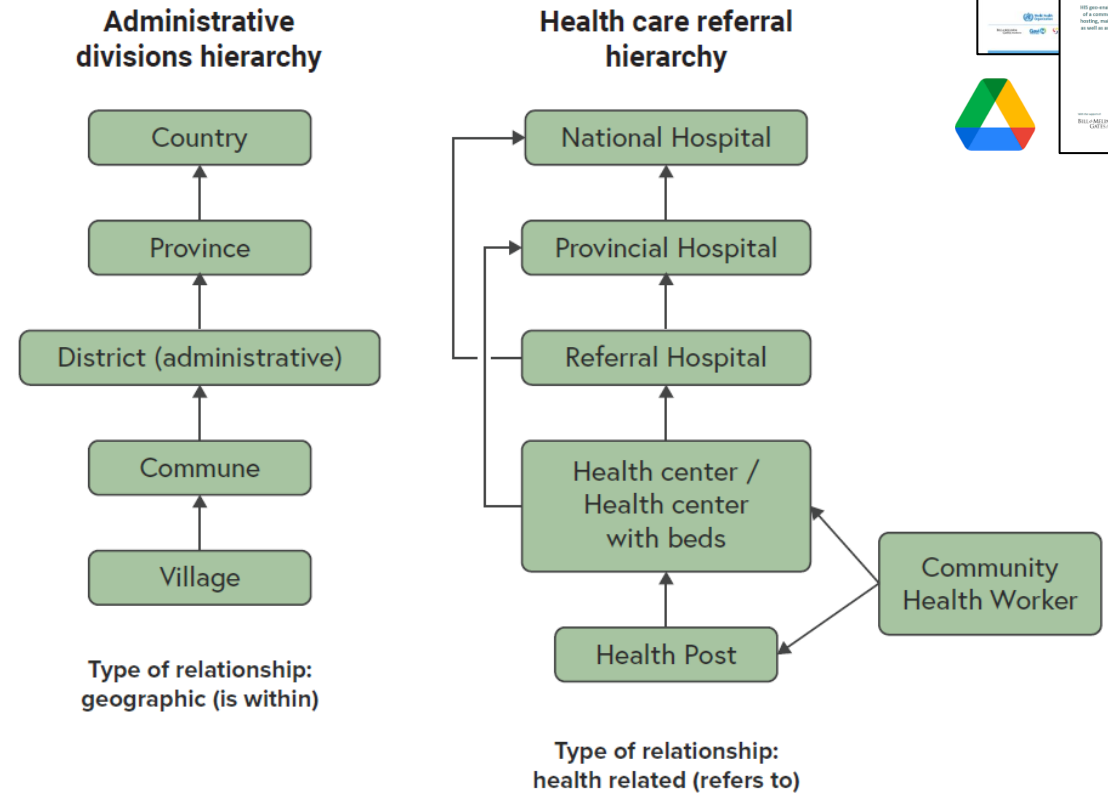 Administrative
divisions hierarchy
Country
Province
District (administrative)
Commune
Village
Type of relationship:
geographic (is within)
Health care referral
hierarchy
National Hospital
Provincial Hospital
Referral Hospital
Health center /
Health center
with beds
Health Post
Community
Health Worker
Type of relationship:
health related (refers to)